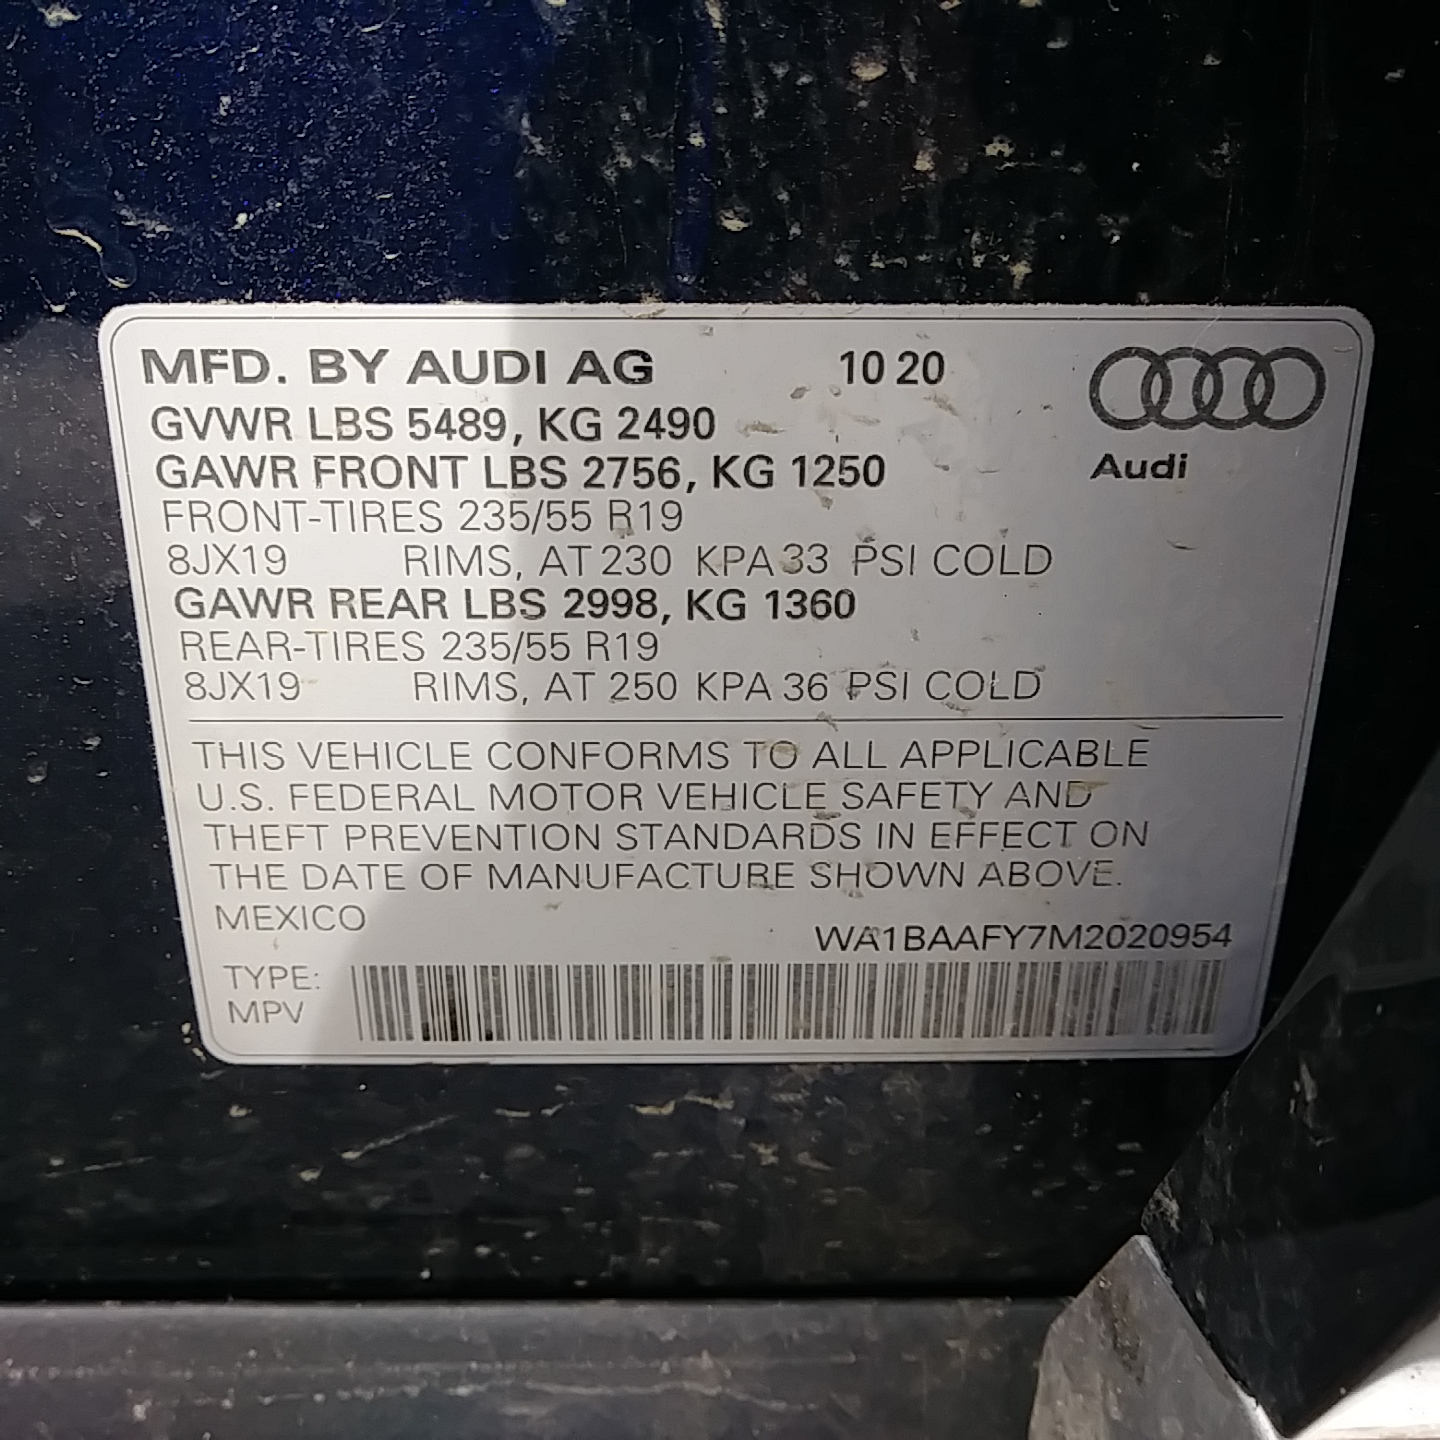 MFD. BY AUDI AG 10 20
GVWR LBS 5489, KG 2490
GAWR FRONT LBS 2756, KG 1250
Audi
FRONT-TIRES 235/55 R19
8JX19 RIMS, AT 230 KPA 33 PSI COLD
GAWR REAR LBS 2998, KG 1360
REAR-TIRES 235/55 R19
8JX19 RIMS, AT 250 KPA 36 PSI COLD
THIS VEHICLE CONFORMS TO ALL APPLICABLE
U.S. FEDERAL MOTOR VEHICLE SAFETY AND
THEFT PREVENTION STANDARDS IN EFFECT ON
THE DATE OF MANUFACTURE SHOWN ABOVE.
MEXICO
WA1BAAFY7M2020954
TYPE:
MPV